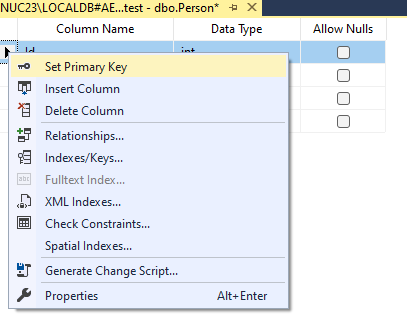 NUC23\LOCALDB#AE...test - dbo.Person*
Column Name Data Type Allow Nulls
Id int
Set Primary Key
Insert Column
Delete Column
Relationships...
Indexes/Keys...
Fulltext Index...
XML Indexes...
Check Constraints...
Spatial Indexes...
Generate Change Script...
Properties Alt+Enter